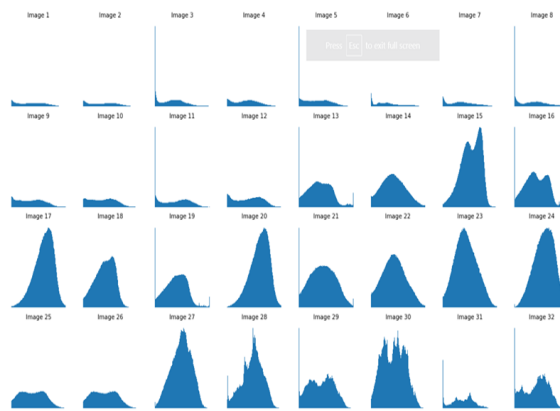 Image 1
Image 2
Image 3
Image 4
Image 5
Image 6
Image 7
Image 8
Press Esc to exit full screen
Image 9
Image 10
Image 11
Image 12
Image 13
Image 14
Image 15
Image 16
Image 17
Image 18
Image 19
Image 20
Image 21
Image 22
Image 23
Image 24
Image 25
Image 26
Image 27
Image 28
Image 29
Image 30
Image 31
Image 32